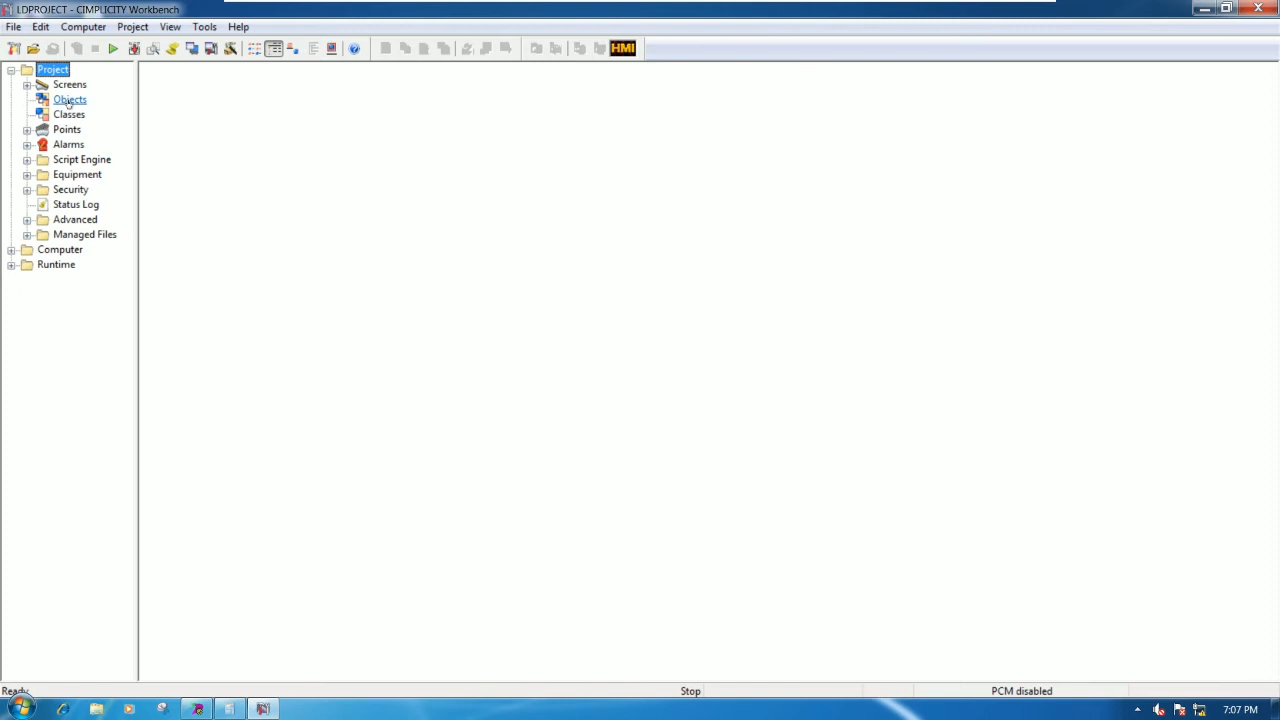 LDPROJECT - CIMPLICITY Workbench
File Edit Computer Project View Tools Help
HMI
Project
Screens
Objects
Classes
Points
Alarms
Script Engine
Equipment
Security
Status Log
Advanced
Managed Files
Computer
Runtime
Ready
Stop
PCM disabled
7:07 PM